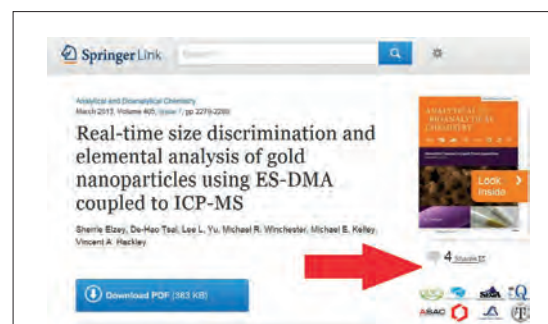 SpringerLink
Analytical and Bioanalytical Chemistry
March 2013, Volume 405, Issue 7, pp 2279-2288
Real-time size discrimination and
elemental analysis of gold
nanoparticles using ES-DMA
coupled to ICP-MS
Sherrie Elzey, De-Hao Tsai, Lee L. Yu, Michael R. Winchester, Michael E. Kelley,
Vincent A. Hackley
Download PDF (383 KB)
ANALYTICAL
BIOANALYTICAL
CHEMISTRY
Look
Inside
4 Shares
ABAC